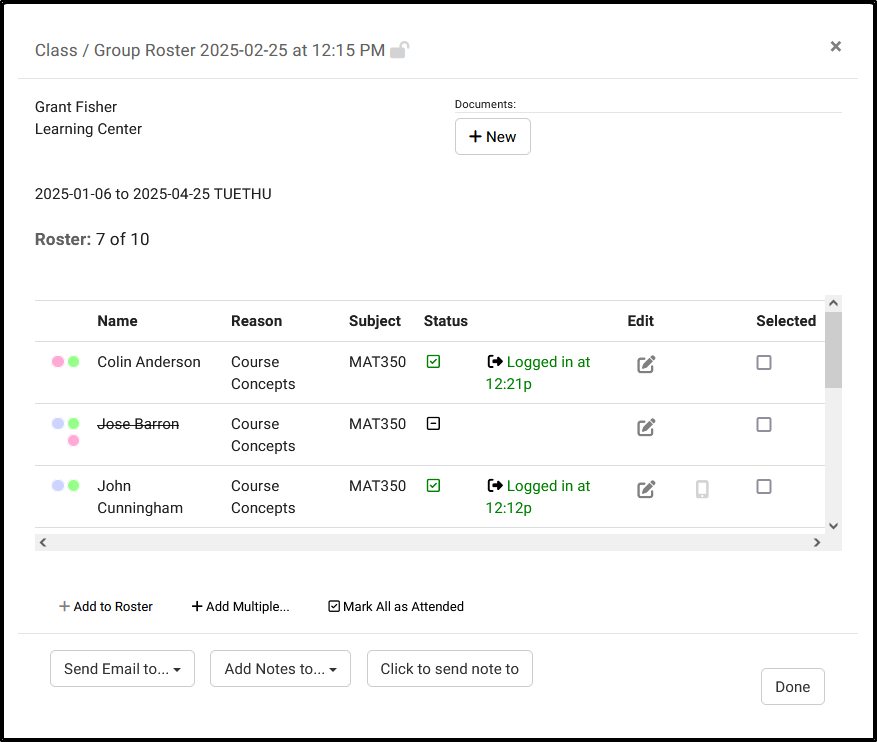 Class / Group Roster 2025-02-25 at 12:15 PM
Grant Fisher
Learning Center
Documents:
+ New
2025-01-06 to 2025-04-25 TUETHU
Roster: 7 of 10
Name Reason Subject Status Edit Selected
Colin Anderson Course MAT350 Logged in at
Concepts 12:21p
Jose Barron Course MAT350
Concepts
John Course MAT350 Logged in at
Cunningham Concepts 12:12p
+ Add to Roster + Add Multiple... Mark All as Attended
Send Email to... Add Notes to... Click to send note to
Done